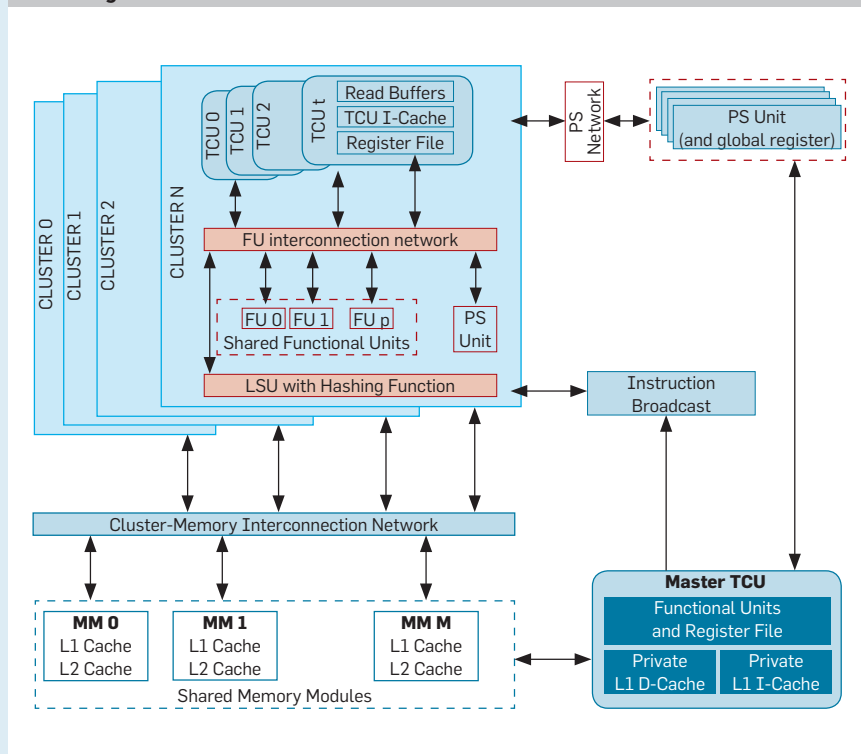 TCU 0
TCU 1
TCU 2
TCU t
Read Buffers
TCU I-Cache
Register File
PS
Network
PS Unit
(and global register)
CLUSTER 0
CLUSTER 1
CLUSTER 2
CLUSTER N
FU interconnection network
FU 0
FU 1
FU p
Shared Functional Units
PS
Unit
LSU with Hashing Function
Instruction
Broadcast
Cluster-Memory Interconnection Network
MM 0
L1 Cache
L2 Cache
MM 1
L1 Cache
L2 Cache
MM M
L1 Cache
L2 Cache
Shared Memory Modules
Master TCU
Functional Units
and Register File
Private
L1 D-Cache
Private
L1 I-Cache